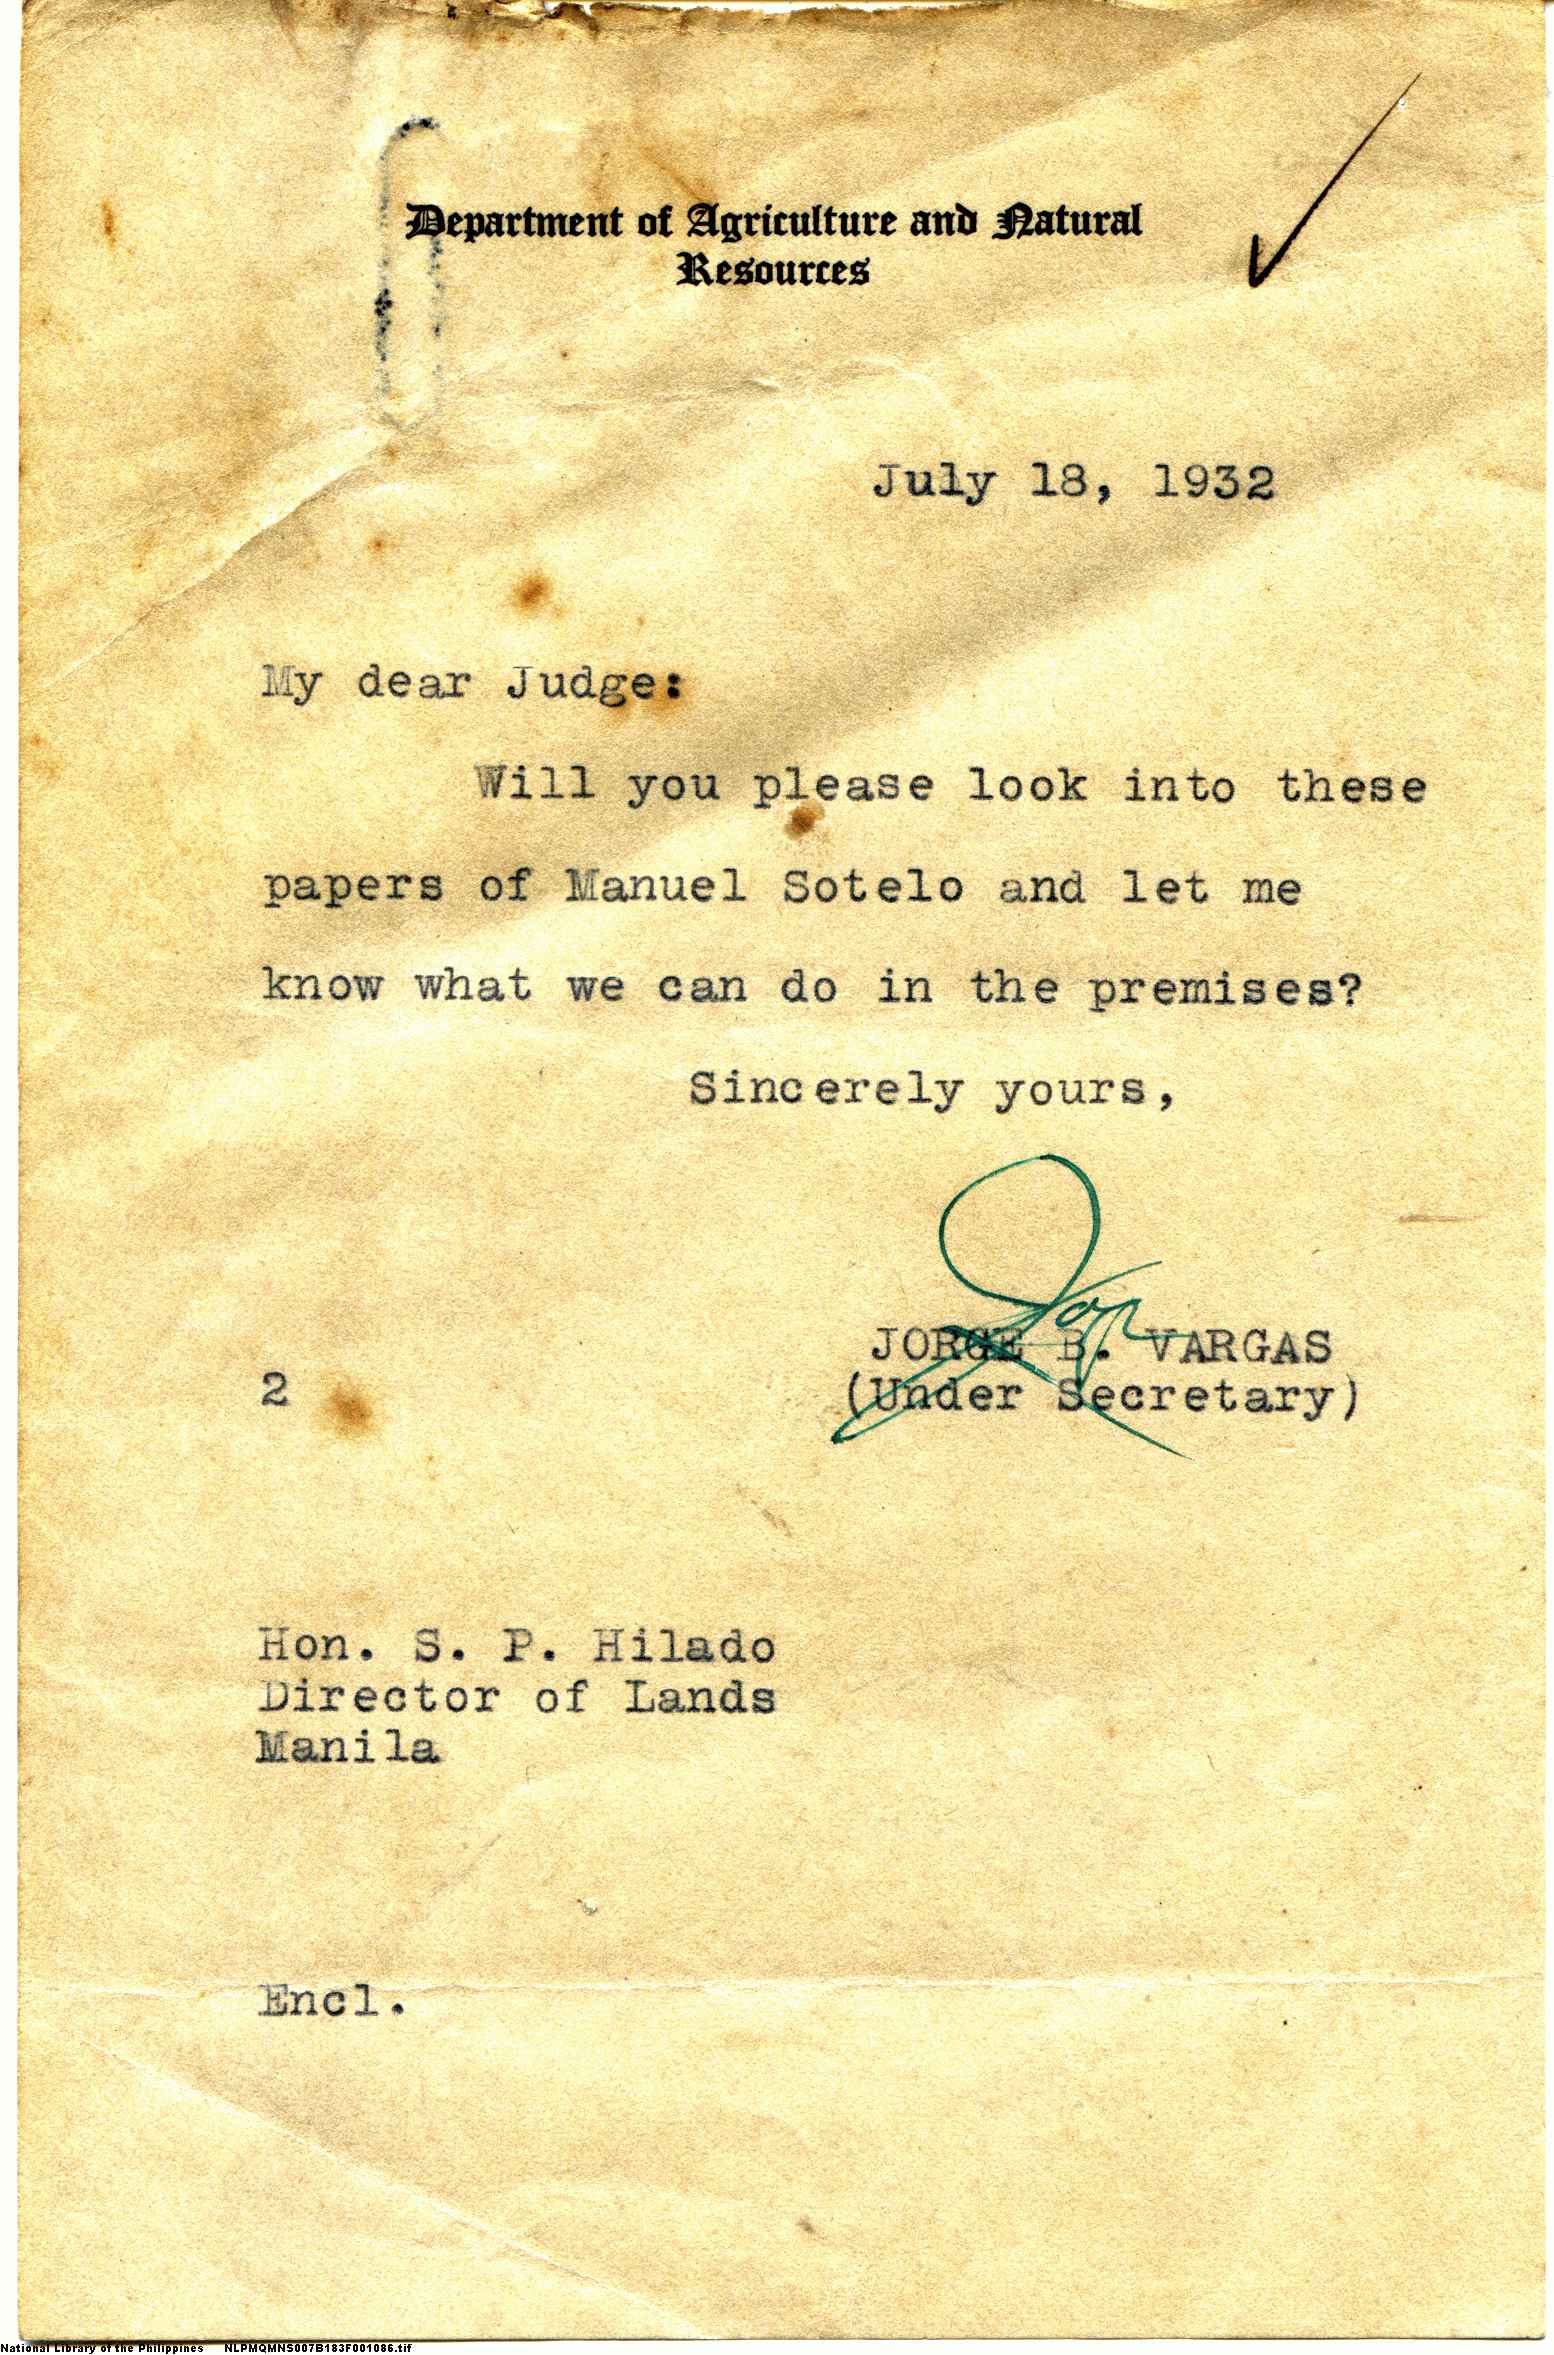 Department of Agriculture and Natural
Resources
July 18, 1932
My dear Judge:
Will you please look into these
papers of Manuel Sotelo and let me
know what we can do in the premises?
Sincerely yours,
JORGE B. VARGAS
2
(Under Secretary)
Hon. S. P. Hilado
Director of Lands
Manila
Encl.
National Library of the Philippines NLPMQMNS007B183F001086.tif